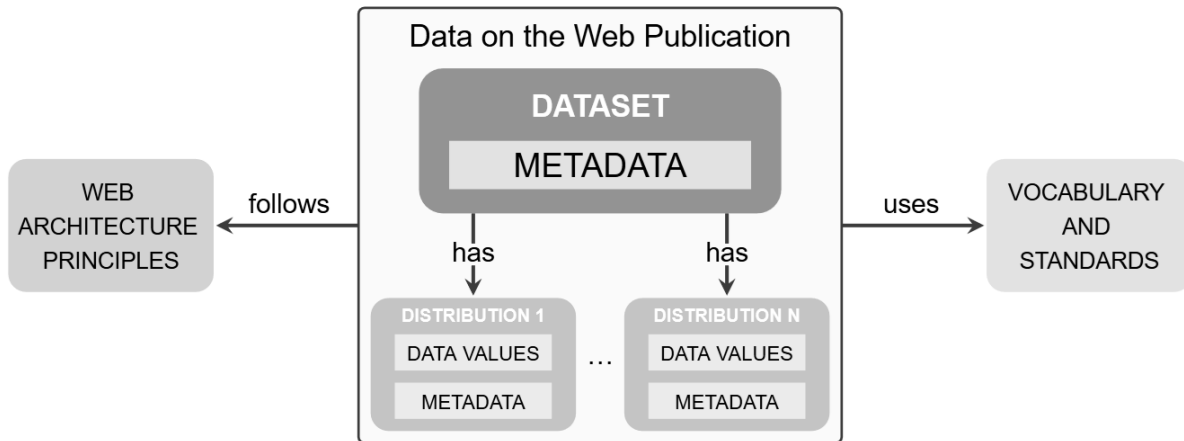 Data on the Web Publication
DATASET
METADATA
WEB
ARCHITECTURE
PRINCIPLES
follows
uses
VOCABULARY
AND
STANDARDS
has
has
DISTRIBUTION 1
DATA VALUES
METADATA
...
DISTRIBUTION N
DATA VALUES
METADATA